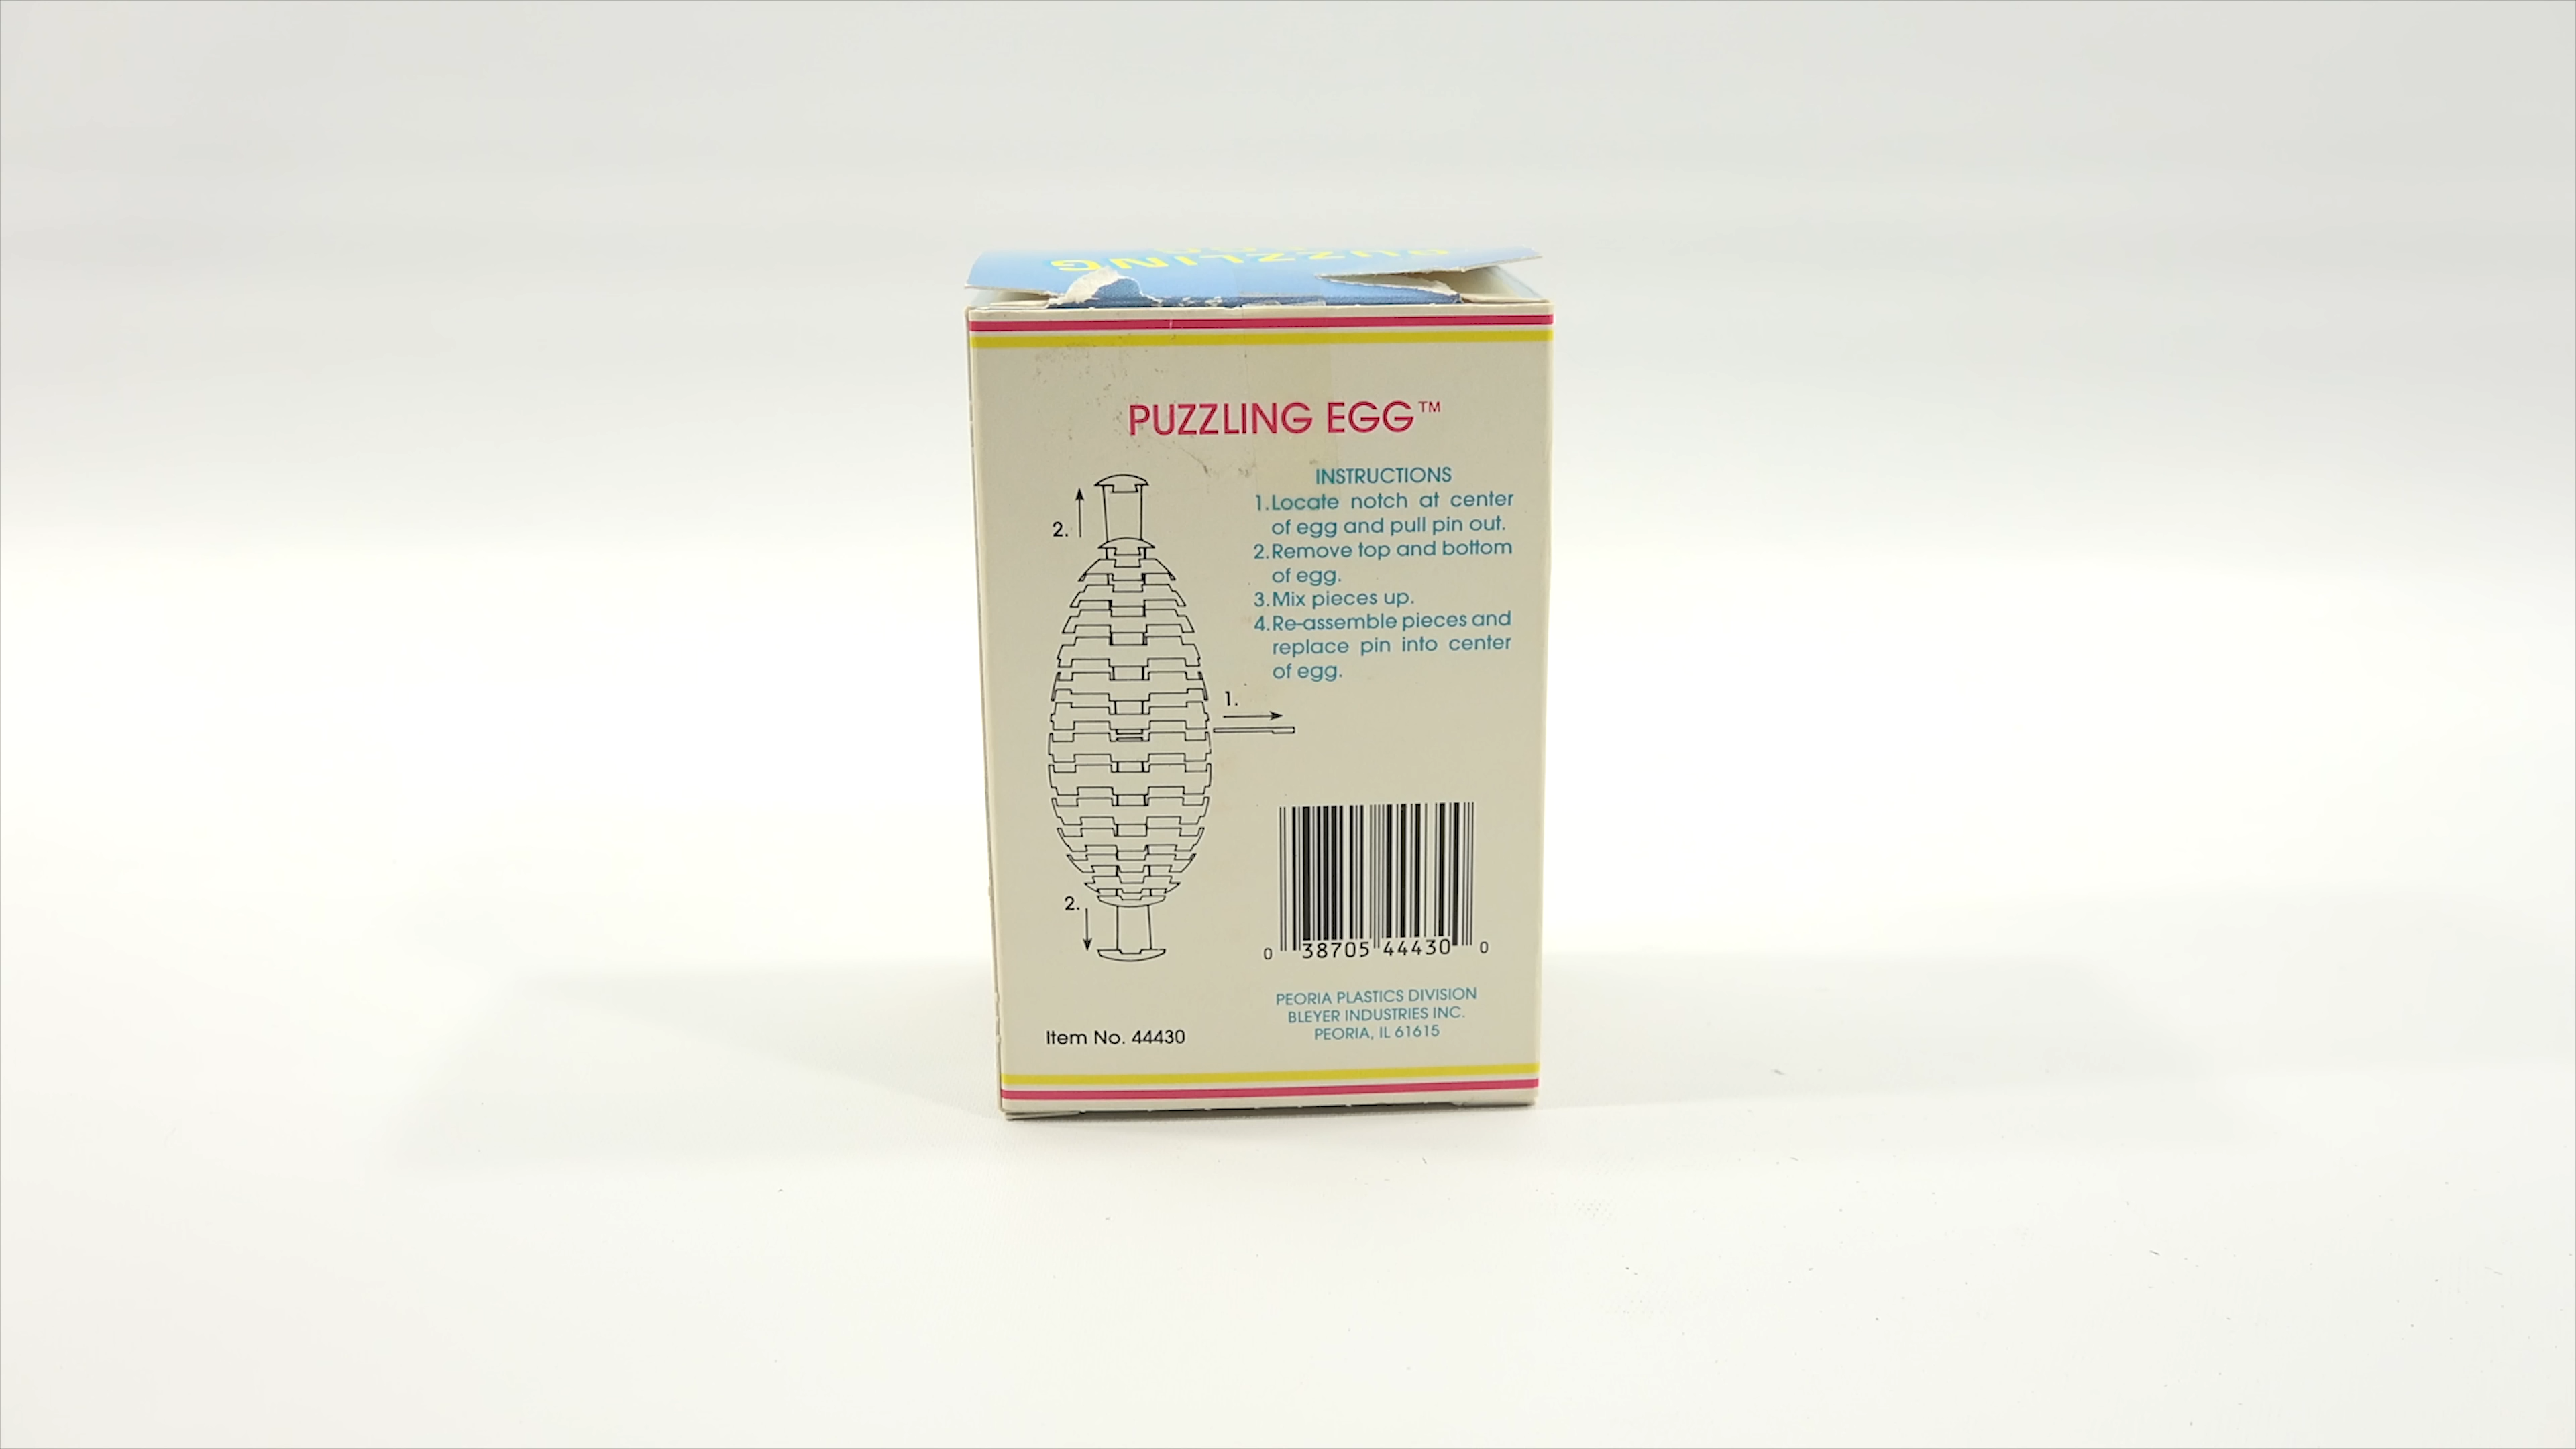 PUZZLING
PUZZLING EGG™
INSTRUCTIONS
1.Locate notch at center
of egg and pull pin out.
2.Remove top and bottom
of egg.
3.Mix pieces up.
4.Re-assemble pieces and
replace pin into center
of egg.
2.
1.
2.
0 38705 44430 0
PEORIA PLASTICS DIVISION
BLEYER INDUSTRIES INC.
PEORIA, IL 61615
Item No. 44430